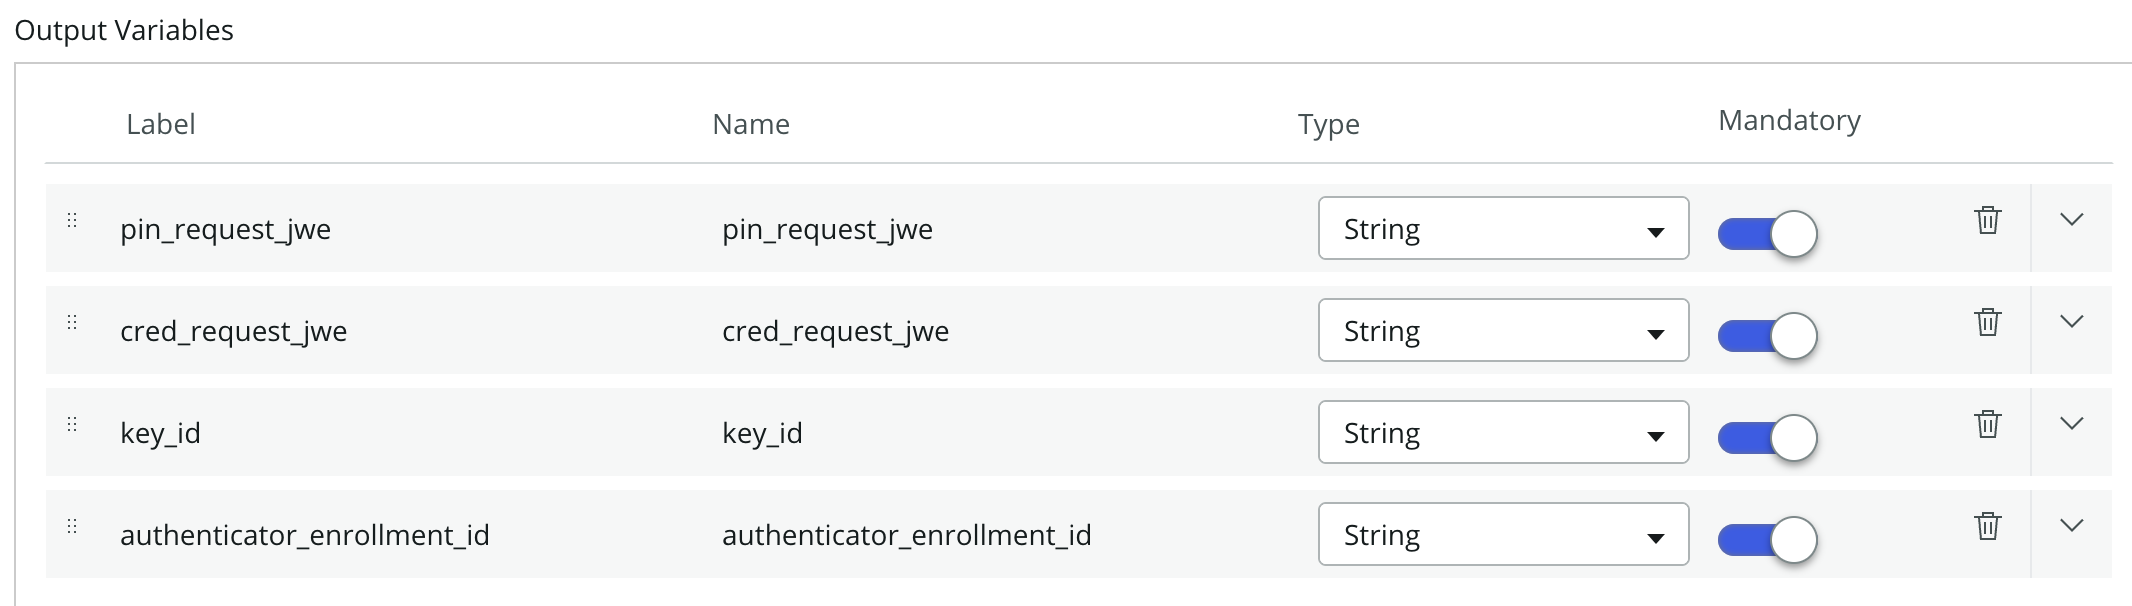 Output Variables
Label Name Type Mandatory
pin_request_jwe pin_request_jwe String
cred_request_jwe cred_request_jwe String
key_id key_id String
authenticator_enrollment_id authenticator_enrollment_id String